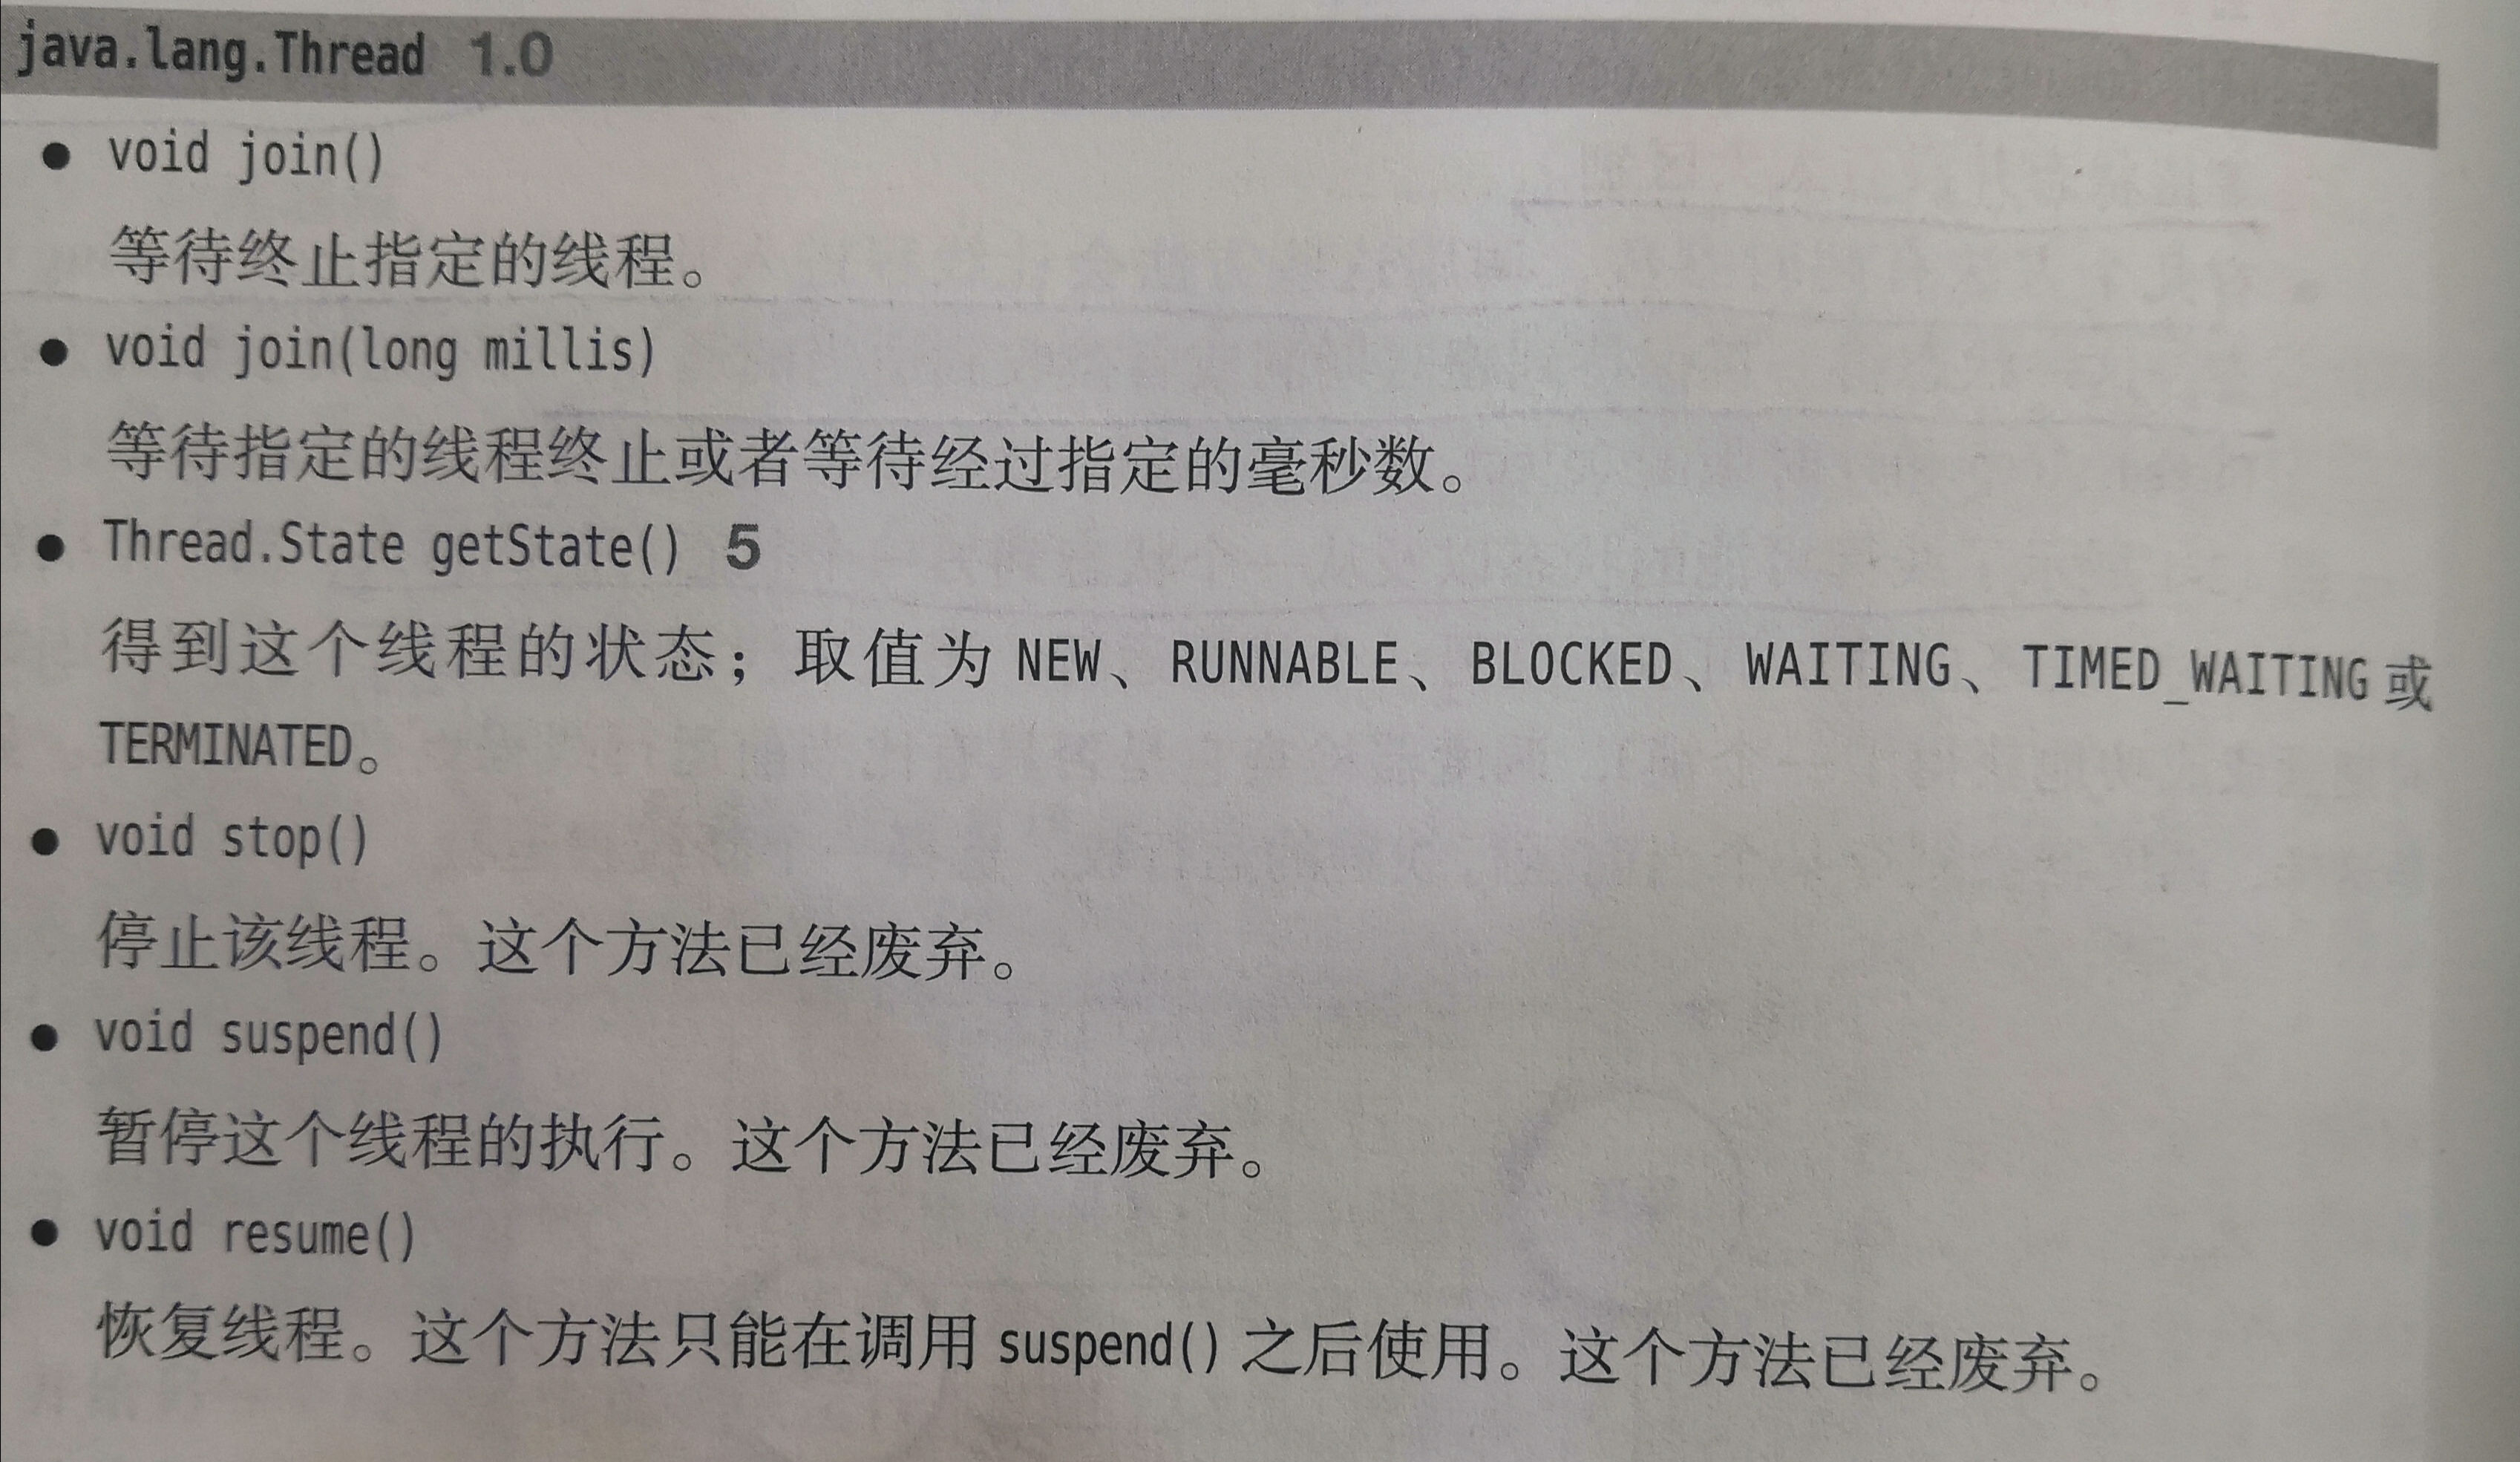 java.lang.Thread 1.0
● void join()
等待终止指定的线程。
● void join(long millis)
等待指定的线程终止或者等待经过指定的毫秒数。
● Thread.State getState() 5
得到这个线程的状态；取值为 NEW、RUNNABLE、BLOCKED、WAITING、TIMED_WAITING 或
TERMINATED。
● void stop()
停止该线程。这个方法已经废弃。
● void suspend()
暂停这个线程的执行。这个方法已经废弃。
● void resume()
恢复线程。这个方法只能在调用 suspend() 之后使用。这个方法已经废弃。